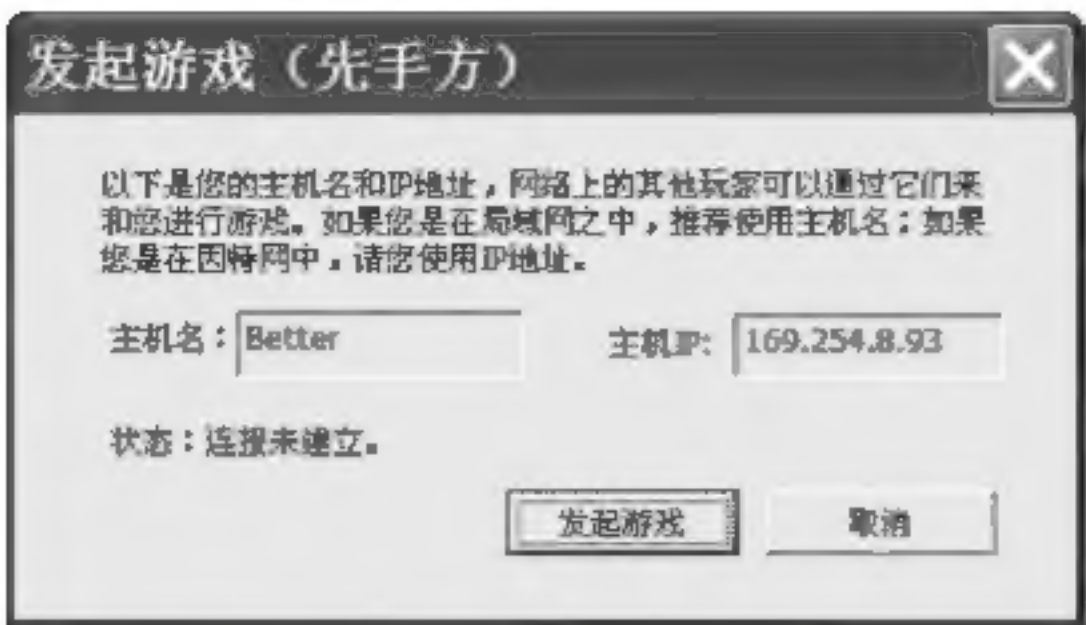 发起游戏（先手方）
以下是您的主机名和IP地址，网络上的其他玩家可以通过它们来
和您进行游戏。如果您是在局域网之中，推荐使用主机名；如果
您是在因特网中，请您使用IP地址。
主机名：Better 主机IP: 169.254.8.93
状态：连接未建立。
发起游戏 取消